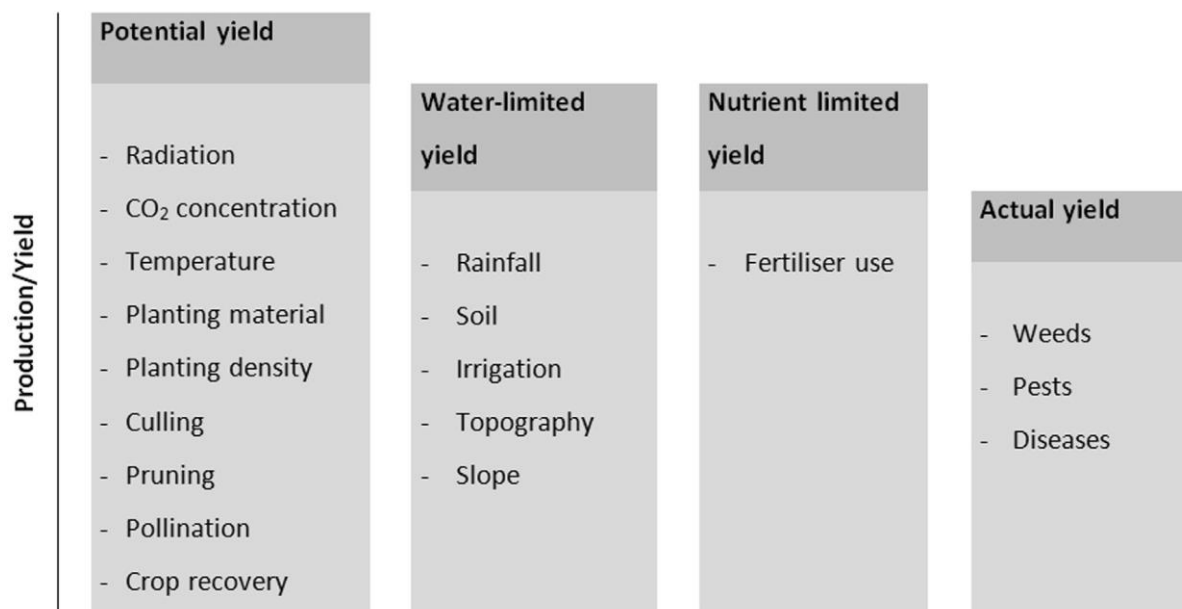 Production/Yield
Potential yield
- Radiation
- CO₂ concentration
- Temperature
- Planting material
- Planting density
- Culling
- Pruning
- Pollination
- Crop recovery
Water-limited
yield
- Rainfall
- Soil
- Irrigation
- Topography
- Slope
Nutrient limited
yield
- Fertiliser use
Actual yield
- Weeds
- Pests
- Diseases